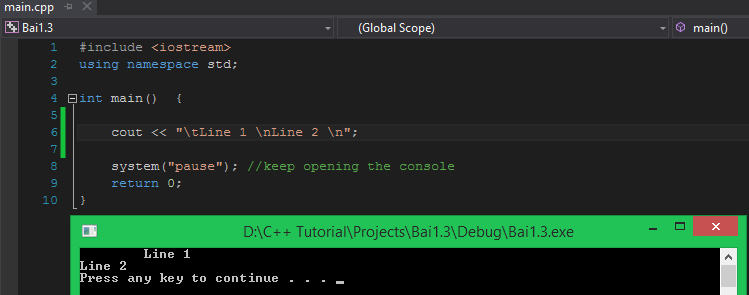 main.cpp
Bai1.3 (Global Scope) main()
1 #include <iostream>
2 using namespace std;
3
4 int main()  {
5
6     cout << "\tLine 1 \nLine 2 \n";
7
8     system("pause"); //keep opening the console
9     return 0;
10 }
D:\C++ Tutorial\Projects\Bai1.3\Debug\Bai1.3.exe
        Line 1
Line 2
Press any key to continue . . . _